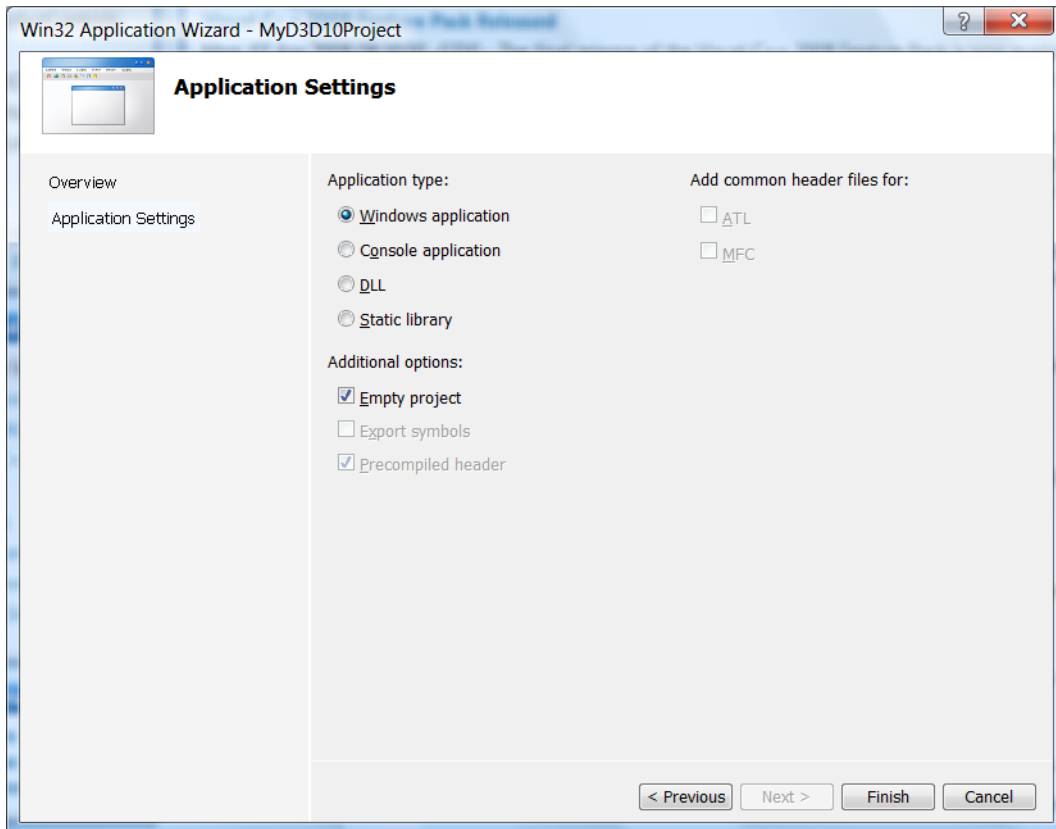 Win32 Application Wizard - MyD3D10Project
Application Settings
Overview
Application Settings
Application type:
Windows application
Console application
DLL
Static library
Additional options:
Empty project
Export symbols
Precompiled header
Add common header files for:
ATL
MFC
< Previous
Next >
Finish
Cancel